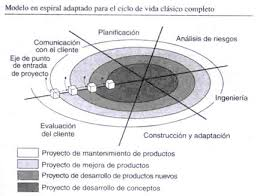 Modelo en espiral adaptado para el ciclo de vida clásico completo
Planificación
Comunicación
con el cliente
Análisis de riesgos
Eje de punto
de entrada
de proyecto
Ingeniería
Evaluación
del cliente
Construcción y adaptación
Proyecto de mantenimiento de productos
Proyecto de mejora de productos
Proyecto de desarrollo de productos nuevos
Proyecto de desarrollo de conceptos